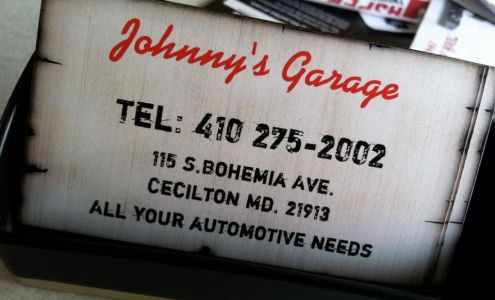 Johnny's Garage
TEL: 410 275-2002
115 S.BOHEMIA AVE.
CECILTON MD. 21913
ALL YOUR AUTOMOTIVE NEEDS